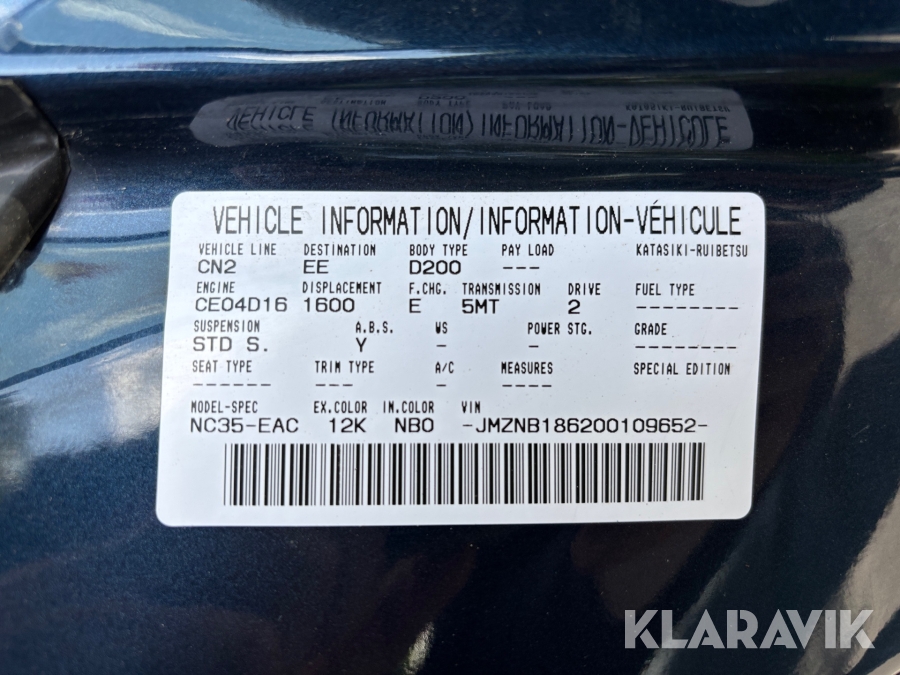 VEHICLE INFORMATION/INFORMATION-VÉHICULE
VEHICLE LINE DESTINATION BODY TYPE PAY LOAD KATASIKI-RUIBETSU
CN2 EE D200 ---
ENGINE DISPLACEMENT F.CHG. TRANSMISSION DRIVE FUEL TYPE
CE04D16 1600 E 5MT 2 --------
SUSPENSION A.B.S. WS POWER STG. GRADE
STD S. Y - - --------
SEAT TYPE TRIM TYPE A/C MEASURES SPECIAL EDITION
------ ----- - ----- --------
MODEL-SPEC EX.COLOR IN.COLOR VIN
NC35-EAC 12K NB0 -JMZNB186200109652-
KLARAVIK